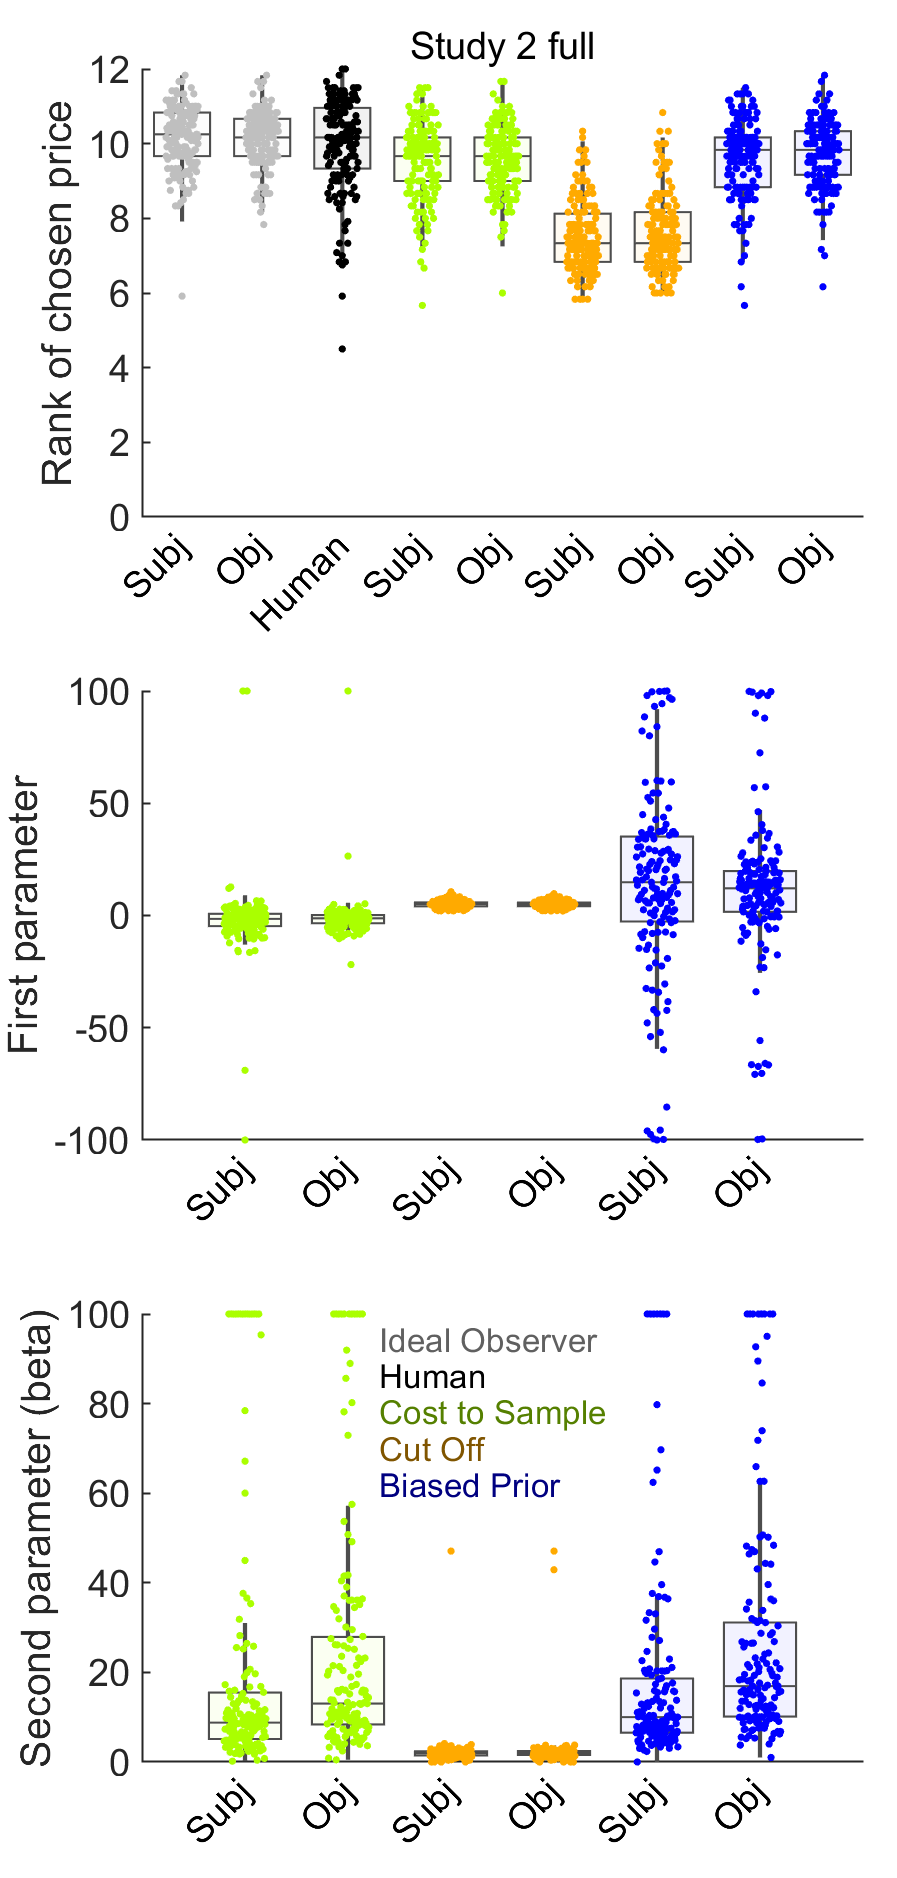 Study 2 full
Rank of chosen price
12
10
8
6
4
2
0
Subj Obj Human Subj Obj Subj Obj Subj Obj
First parameter
100
50
0
-50
-100
Subj Obj Subj Obj Subj Obj
Second parameter (beta)
100
80
60
40
20
0
Ideal Observer
Human
Cost to Sample
Cut Off
Biased Prior
Subj Obj Subj Obj Subj Obj